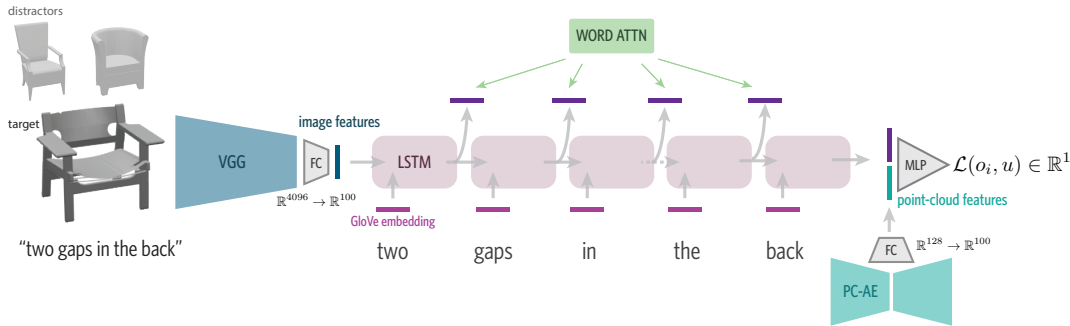 distractors
WORD ATTN
target
image features
VGG
FC
LSTM
MLP
𝓛(oᵢ, u) ∈ ℝ¹
ℝ⁴⁰⁹⁶ → ℝ¹⁰⁰
point-cloud features
GloVe embedding
"two gaps in the back"
two gaps in the back
FC
ℝ¹²⁸ → ℝ¹⁰⁰
PC-AE